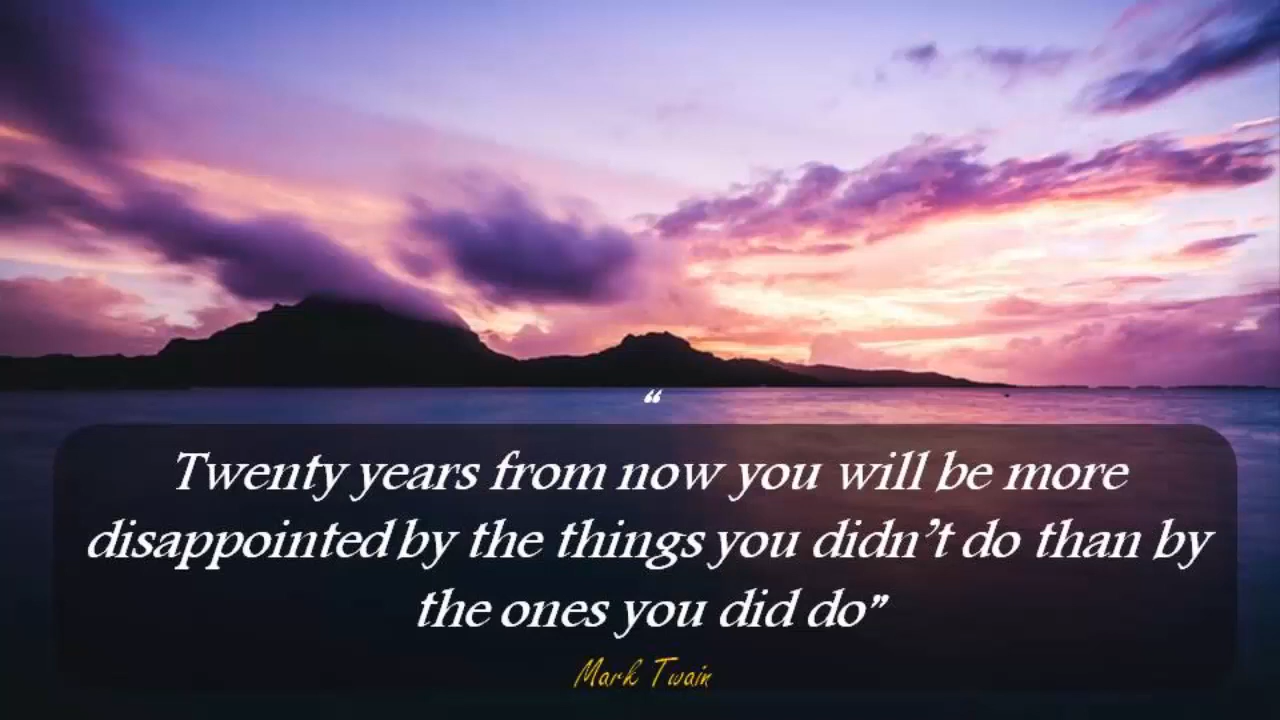 “
Twenty years from now you will be more
disappointed by the things you didn’t do than by
the ones you did do”
Mark Twain